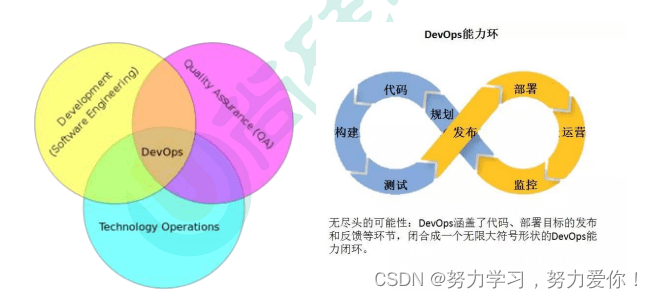 Development
(Software Engineering)
Quality Assurance (QA)
DevOps
Technology Operations
DevOps能力环
代码
规划
构建
测试
发布
部署
运营
监控
无尽头的可能性：DevOps涵盖了代码、部署目标的发布
和反馈等环节，闭合成一个无限大符号形状的DevOps能
力闭环。
CSDN @努力学习，努力爱你！